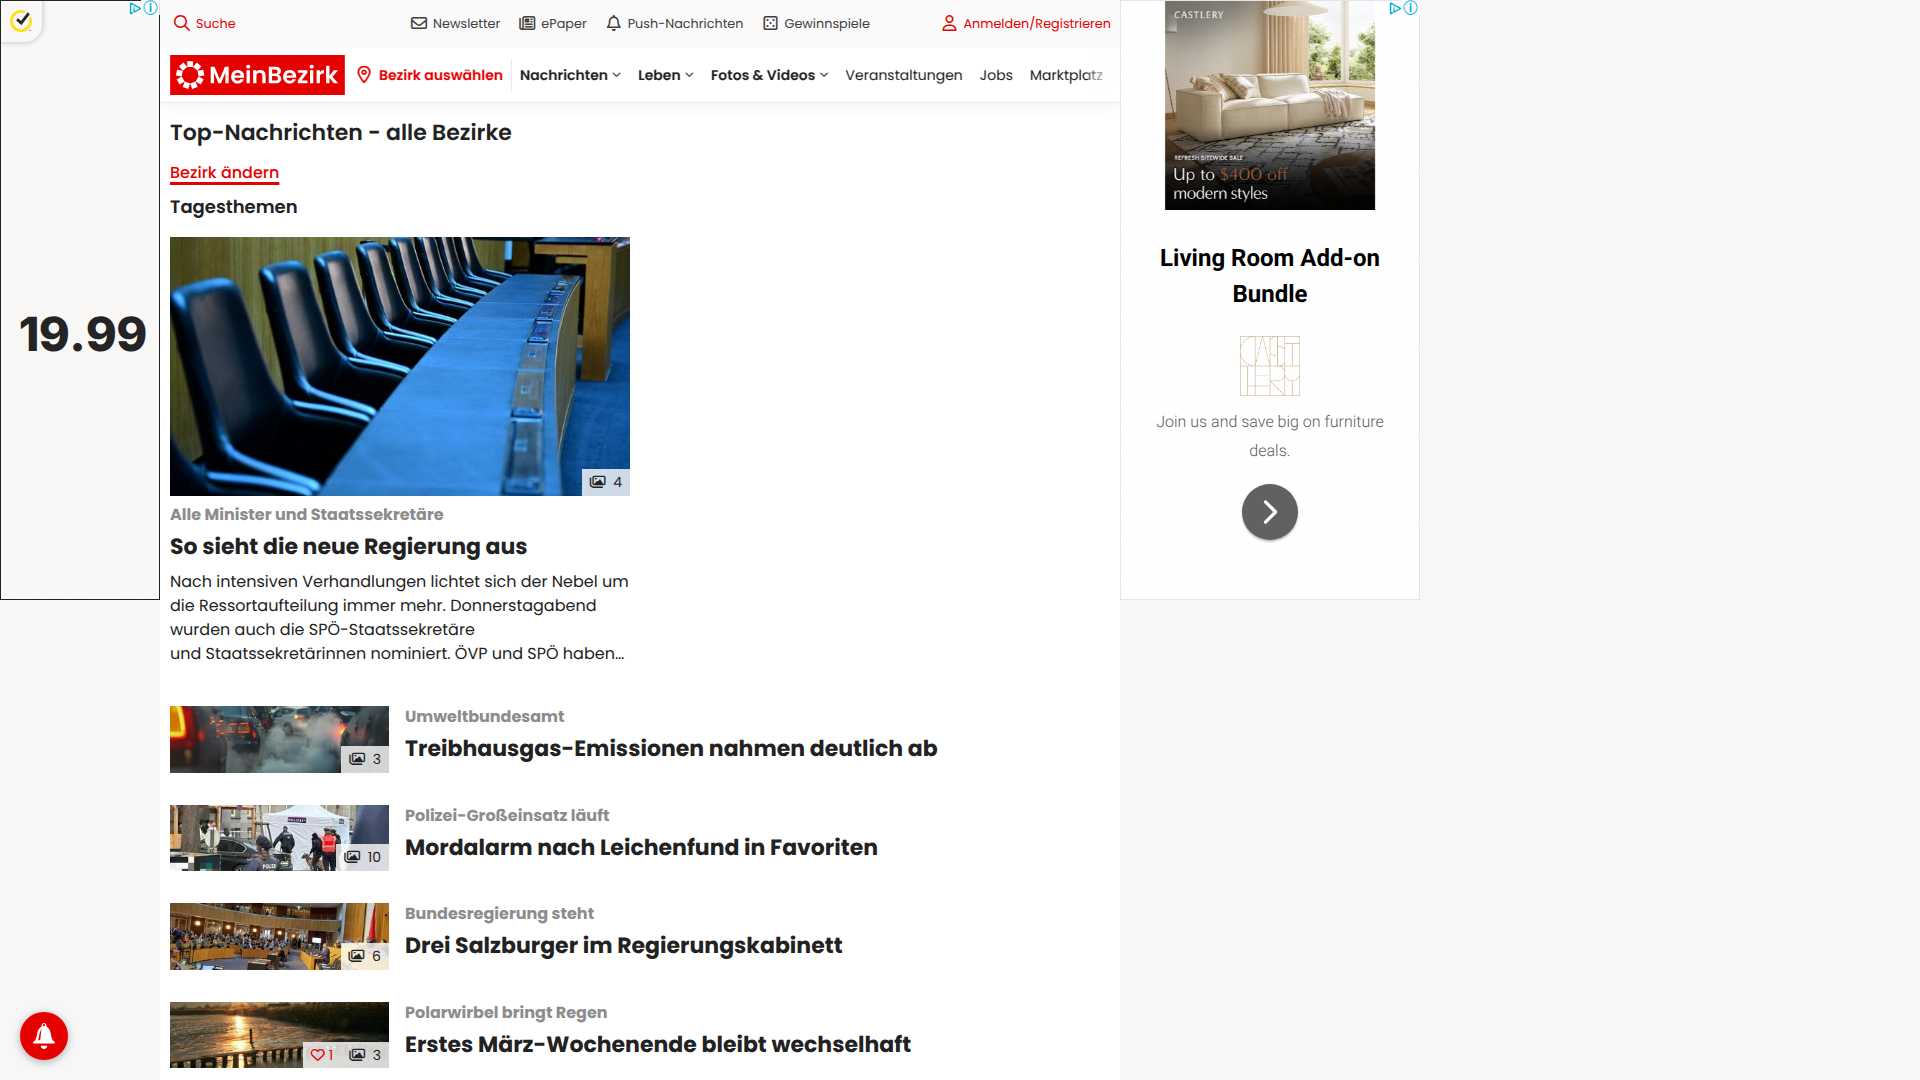 Suche
Newsletter
ePaper
Push-Nachrichten
Gewinnspiele
Anmelden/Registrieren
MeinBezirk
Bezirk auswählen
Nachrichten
Leben
Fotos & Videos
Veranstaltungen
Jobs
Marktplatz
Top-Nachrichten - alle Bezirke
Bezirk ändern
Tagesthemen
4
Alle Minister und Staatssekretäre
So sieht die neue Regierung aus
Nach intensiven Verhandlungen lichtet sich der Nebel um
die Ressortaufteilung immer mehr. Donnerstagabend
wurden auch die SPÖ-Staatssekretäre
und Staatssekretärinnen nominiert. ÖVP und SPÖ haben...
3
Umweltbundesamt
Treibhausgas-Emissionen nahmen deutlich ab
10
Polizei-Großeinsatz läuft
Mordalarm nach Leichenfund in Favoriten
6
Bundesregierung steht
Drei Salzburger im Regierungskabinett
1
3
Polarwirbel bringt Regen
Erstes März-Wochenende bleibt wechselhaft
19.99
CASTLERY
REFRESH SITEWIDE SALE
Up to $400 off
modern styles
Living Room Add-on
Bundle
CASTLERY
Join us and save big on furniture
deals.